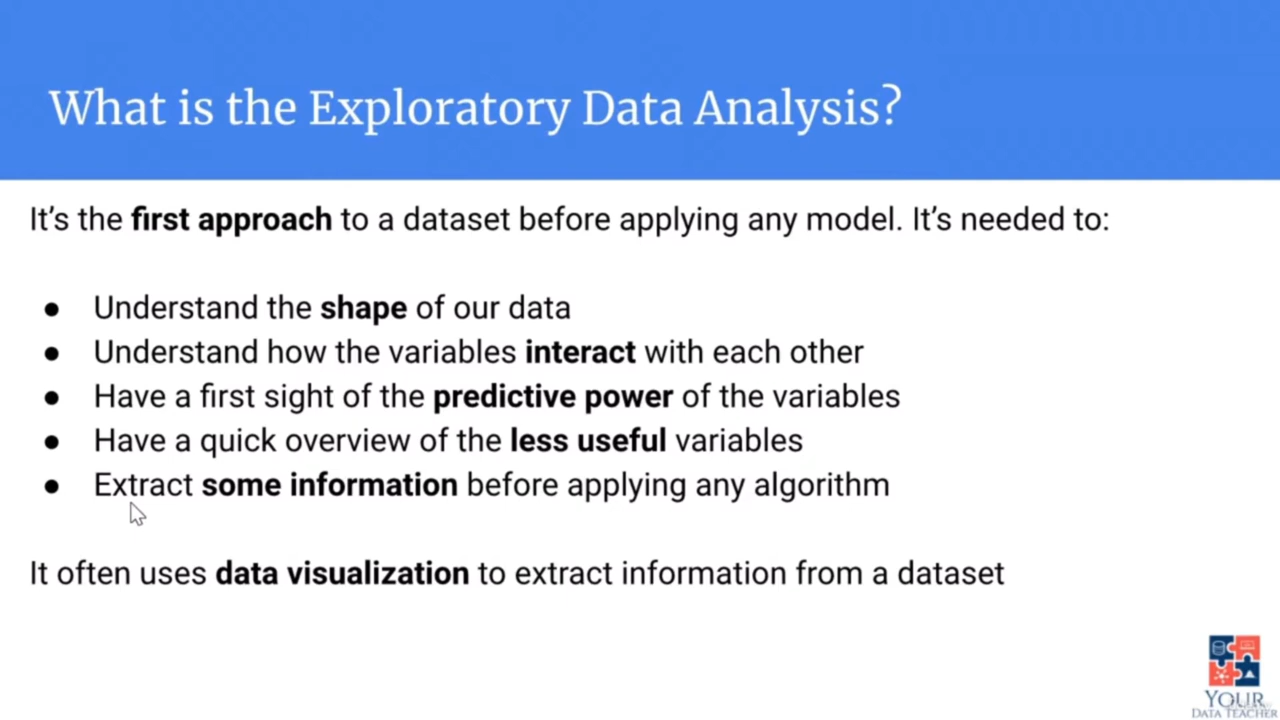 What is the Exploratory Data Analysis?
It's the first approach to a dataset before applying any model. It's needed to:
● Understand the shape of our data
● Understand how the variables interact with each other
● Have a first sight of the predictive power of the variables
● Have a quick overview of the less useful variables
● Extract some information before applying any algorithm
It often uses data visualization to extract information from a dataset
YOUR
DATA TEACHER